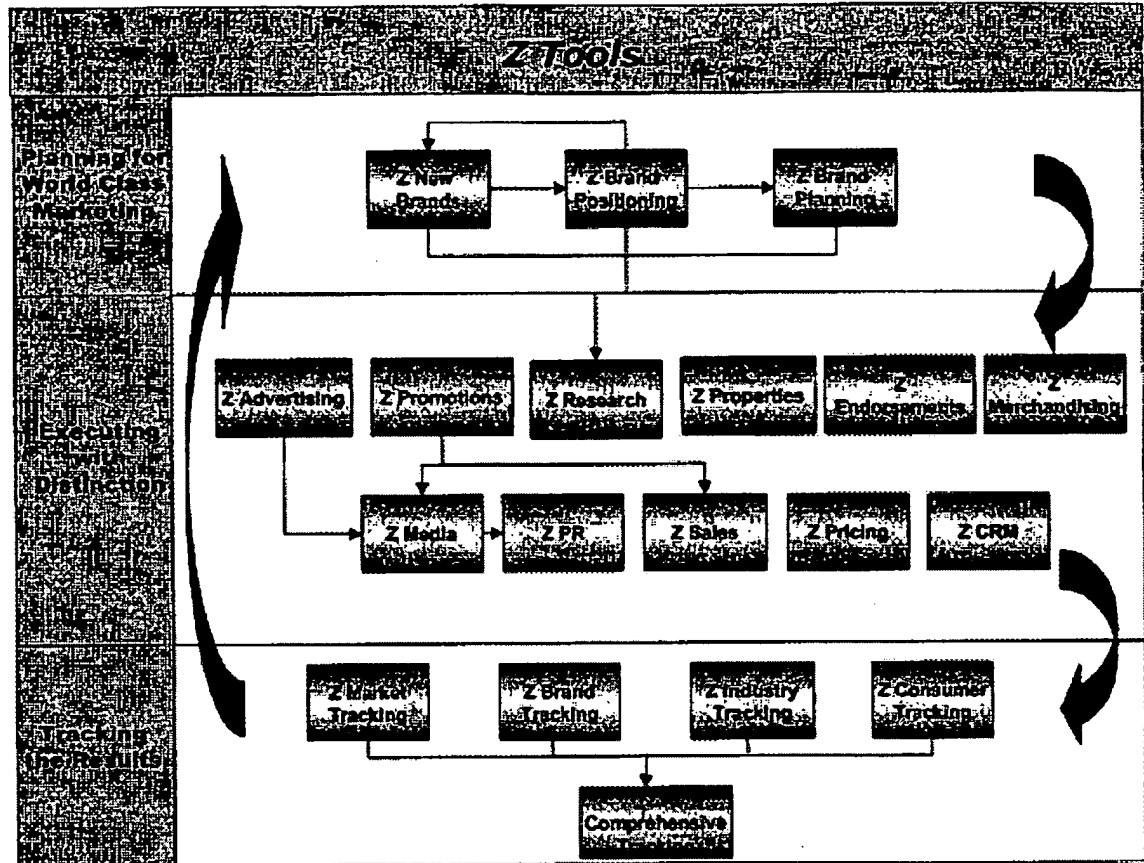 Z Tools
Planning for
World Class
Marketing
Z New
Brands
Z Brand
Positioning
Z Brand
Planning
Executing
with
Distinction
Z Advertising
Z Promotions
Z Research
Z Properties
Z
Endorsements
Z
Merchandising
Z Media
Z PR
Z Sales
Z Pricing
Z CRM
Tracking
the Results
Z Market
Tracking
Z Brand
Tracking
Z Industry
Tracking
Z Consumer
Tracking
Comprehensive
Tracking